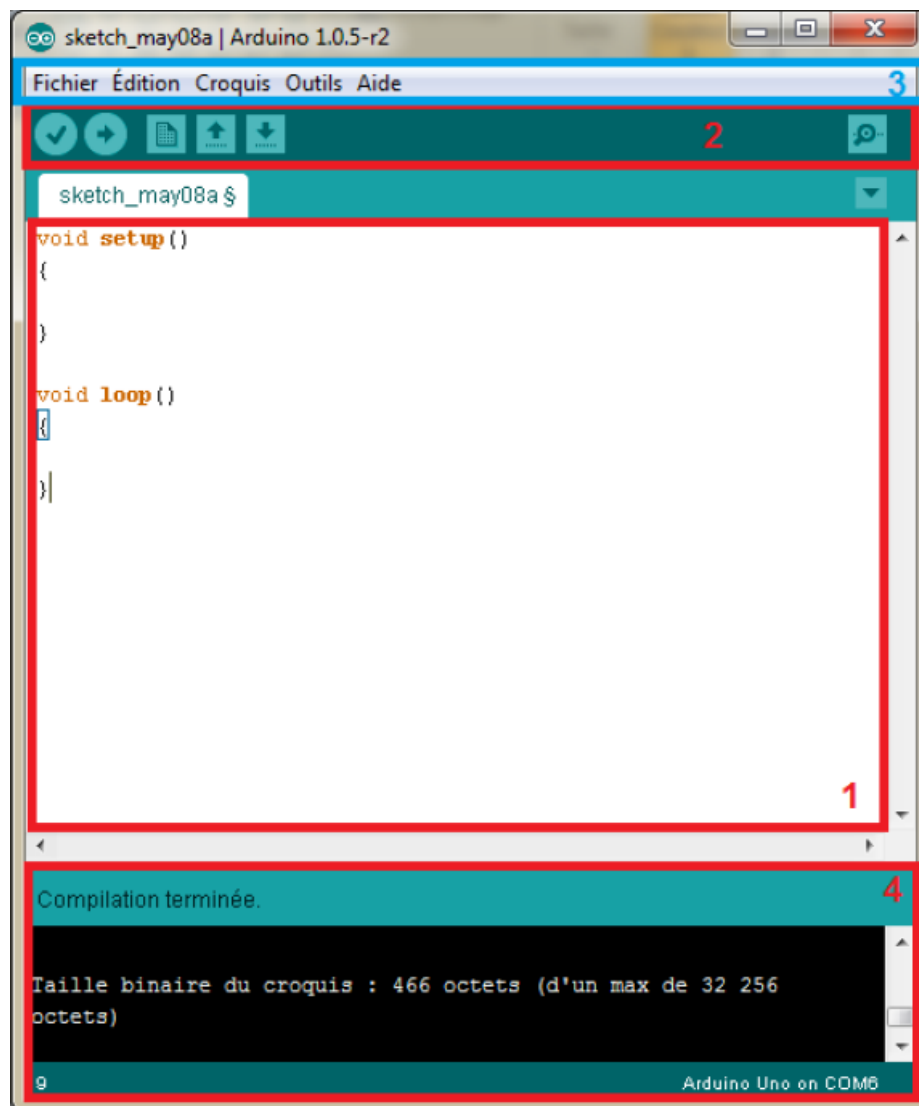 sketch_may08a | Arduino 1.0.5-r2
Fichier Édition Croquis Outils Aide 3
2
sketch_may08a §
void setup()
{
}
void loop()
{
}
1
Compilation terminée. 4
Taille binaire du croquis : 466 octets (d'un max de 32 256
octets)
9 Arduino Uno on COM6